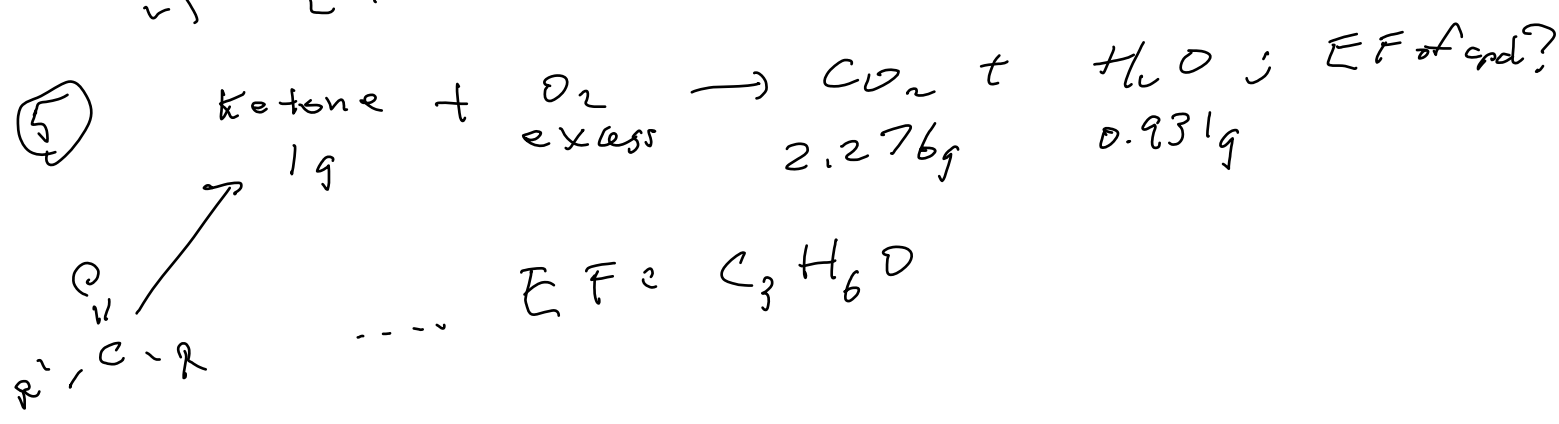 ⑤ Ketone + O₂ → CO₂ + H₂O ; EF of cpd?
1g excess 2.276g 0.931g
O
||
R', C - R .... EF: C₃H₆O